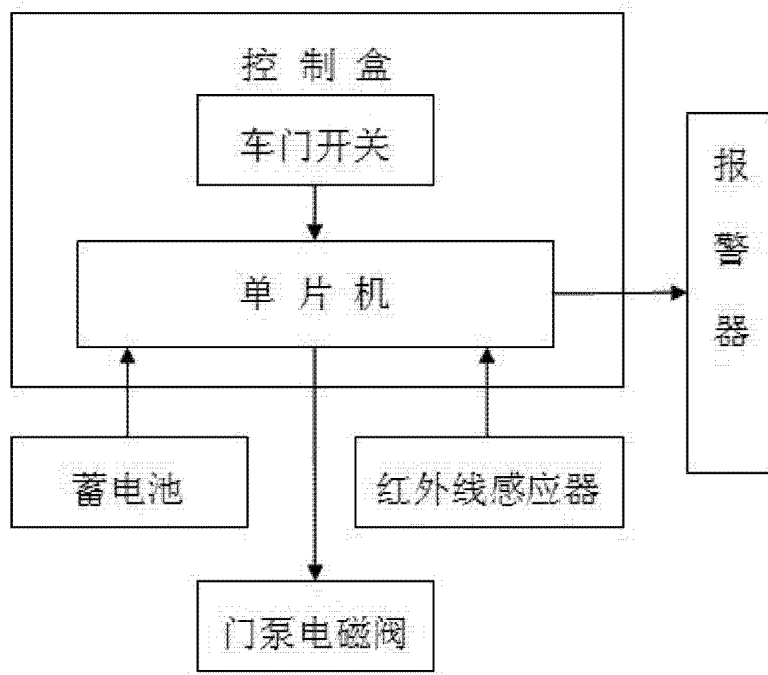 控制盒
车门开关
单片机
报警器
蓄电池
红外线感应器
门泵电磁阀